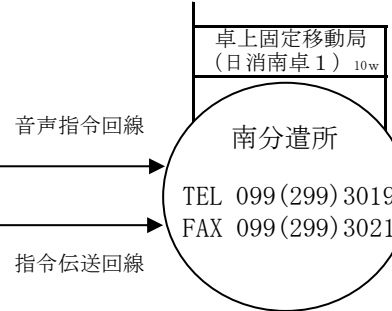 卓上固定移動局
(日消南卓１) 10w
音声指令回線
南分遣所
TEL 099(299)3019
FAX 099(299)3021
指令伝送回線